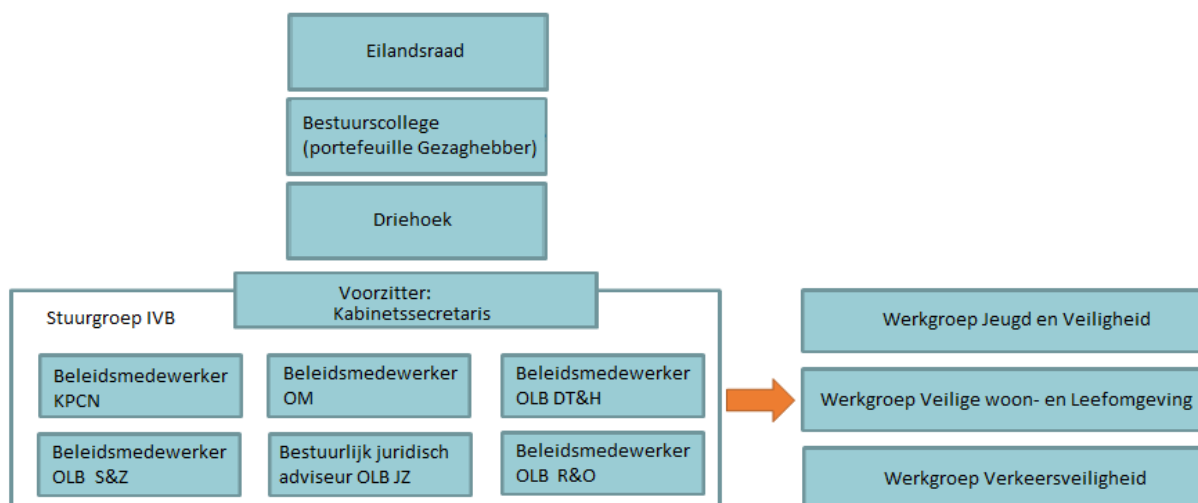 Eilandsraad
Bestuurscollege
(portefeuille Gezaghebber)
Driehoek
Voorzitter:
Kabinetssecretaris
Stuurgroep IVB
Beleidsmedewerker
KPCN
Beleidsmedewerker
OM
Beleidsmedewerker
OLB DT&H
Beleidsmedewerker
OLB S&Z
Bestuurlijk juridisch
adviseur OLB JZ
Beleidsmedewerker
OLB R&O
Werkgroep Jeugd en Veiligheid
Werkgroep Veilige woon- en Leefomgeving
Werkgroep Verkeersveiligheid